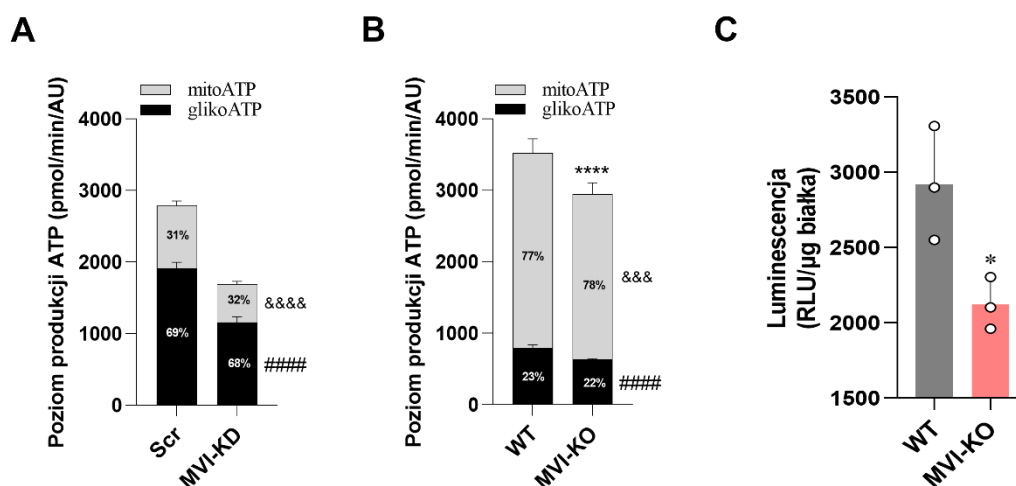 A
mitoATP
glikoATP
Poziom produkcji ATP (pmol/min/AU)
4000
3000
2000
1000
0
31%
69%
32%
68%
&&&&
####
Scr
MVI-KD
B
mitoATP
glikoATP
Poziom produkcji ATP (pmol/min/AU)
4000
3000
2000
1000
0
****
77%
23%
78%
22%
&&&
####
WT
MVI-KO
C
Luminescencja
(RLU/µg białka)
3500
3000
2500
2000
1500
*
WT
MVI-KO